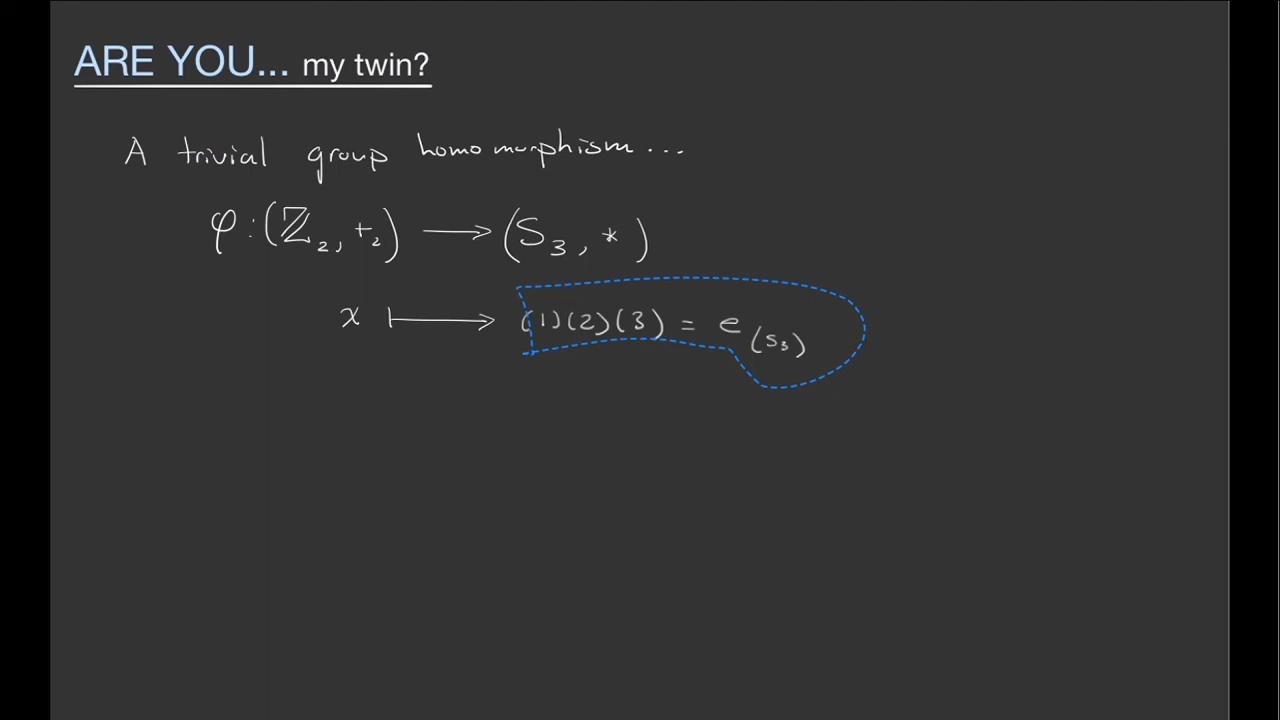 ARE YOU... my twin?
A trivial group homomorphism...
φ: (ℤ₂, +₂) ⟶ (S₃, *)
x ⟼ (1)(2)(3) = e₍S₃₎